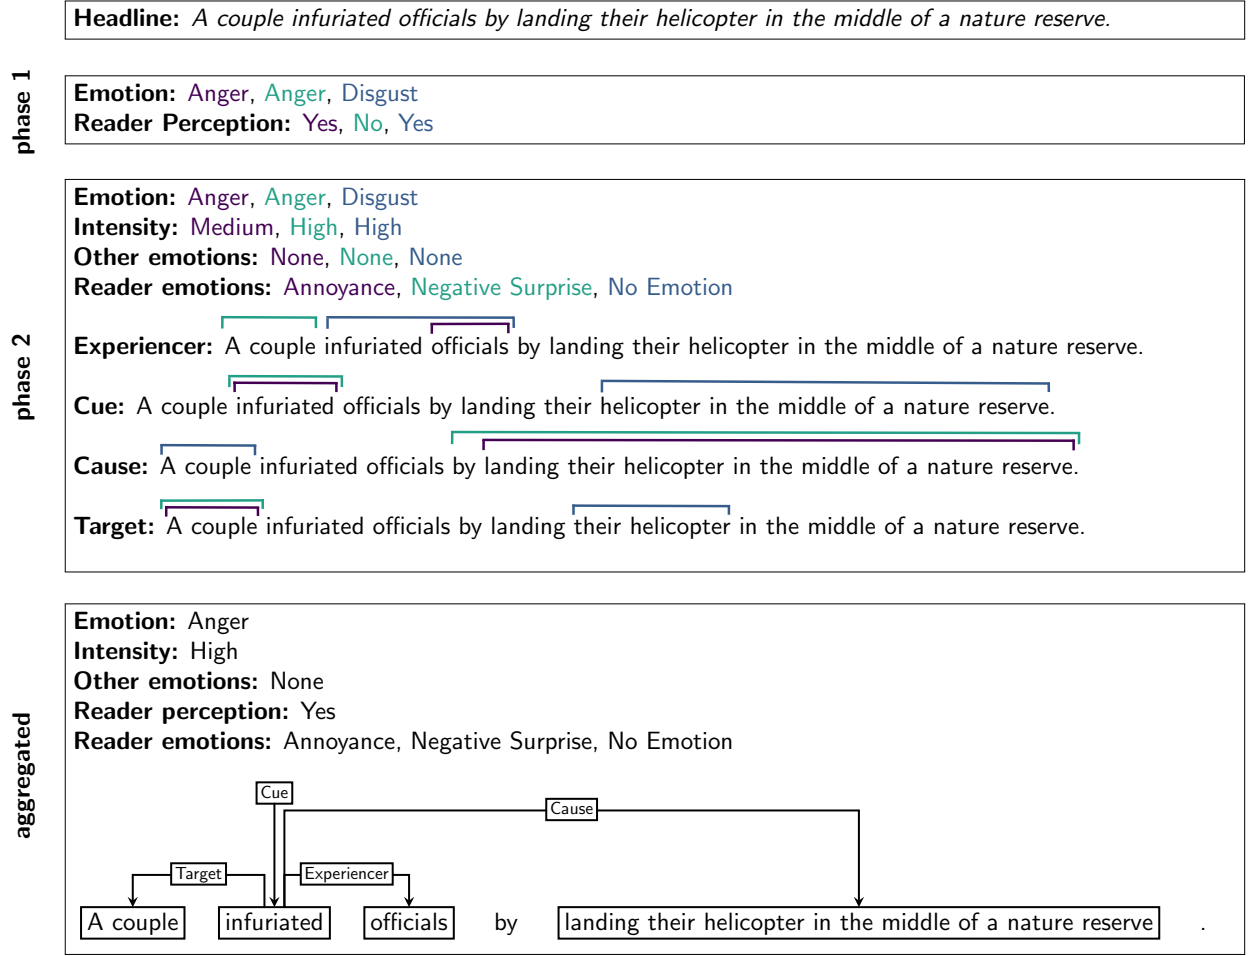 Headline: A couple infuriated officials by landing their helicopter in the middle of a nature reserve.
phase 1
Emotion: Anger, Anger, Disgust
Reader Perception: Yes, No, Yes
phase 2
Emotion: Anger, Anger, Disgust
Intensity: Medium, High, High
Other emotions: None, None, None
Reader emotions: Annoyance, Negative Surprise, No Emotion
Experiencer: A couple infuriated officials by landing their helicopter in the middle of a nature reserve.
Cue: A couple infuriated officials by landing their helicopter in the middle of a nature reserve.
Cause: A couple infuriated officials by landing their helicopter in the middle of a nature reserve.
Target: A couple infuriated officials by landing their helicopter in the middle of a nature reserve.
aggregated
Emotion: Anger
Intensity: High
Other emotions: None
Reader perception: Yes
Reader emotions: Annoyance, Negative Surprise, No Emotion
Cue
Cause
Target Experiencer
A couple infuriated officials by landing their helicopter in the middle of a nature reserve .